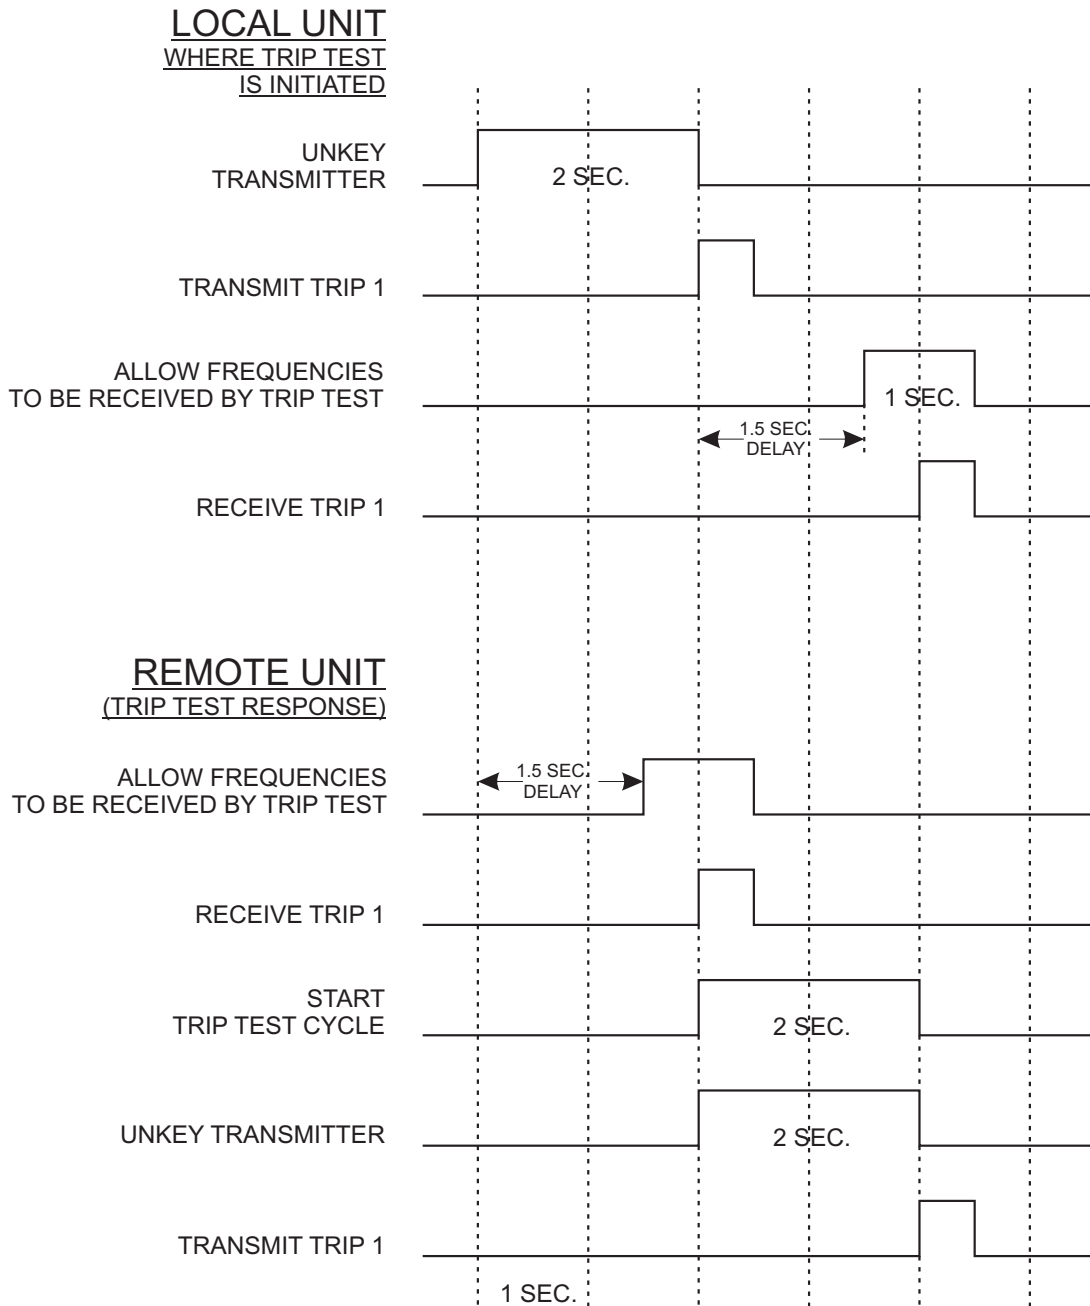 LOCAL UNIT
WHERE TRIP TEST
IS INITIATED
UNKEY
TRANSMITTER
2 SEC.
TRANSMIT TRIP 1
ALLOW FREQUENCIES
TO BE RECEIVED BY TRIP TEST
1 SEC.
1.5 SEC.
DELAY
RECEIVE TRIP 1
REMOTE UNIT
(TRIP TEST RESPONSE)
ALLOW FREQUENCIES
TO BE RECEIVED BY TRIP TEST
1.5 SEC.
DELAY
RECEIVE TRIP 1
START
TRIP TEST CYCLE
2 SEC.
UNKEY TRANSMITTER
2 SEC.
TRANSMIT TRIP 1
1 SEC.